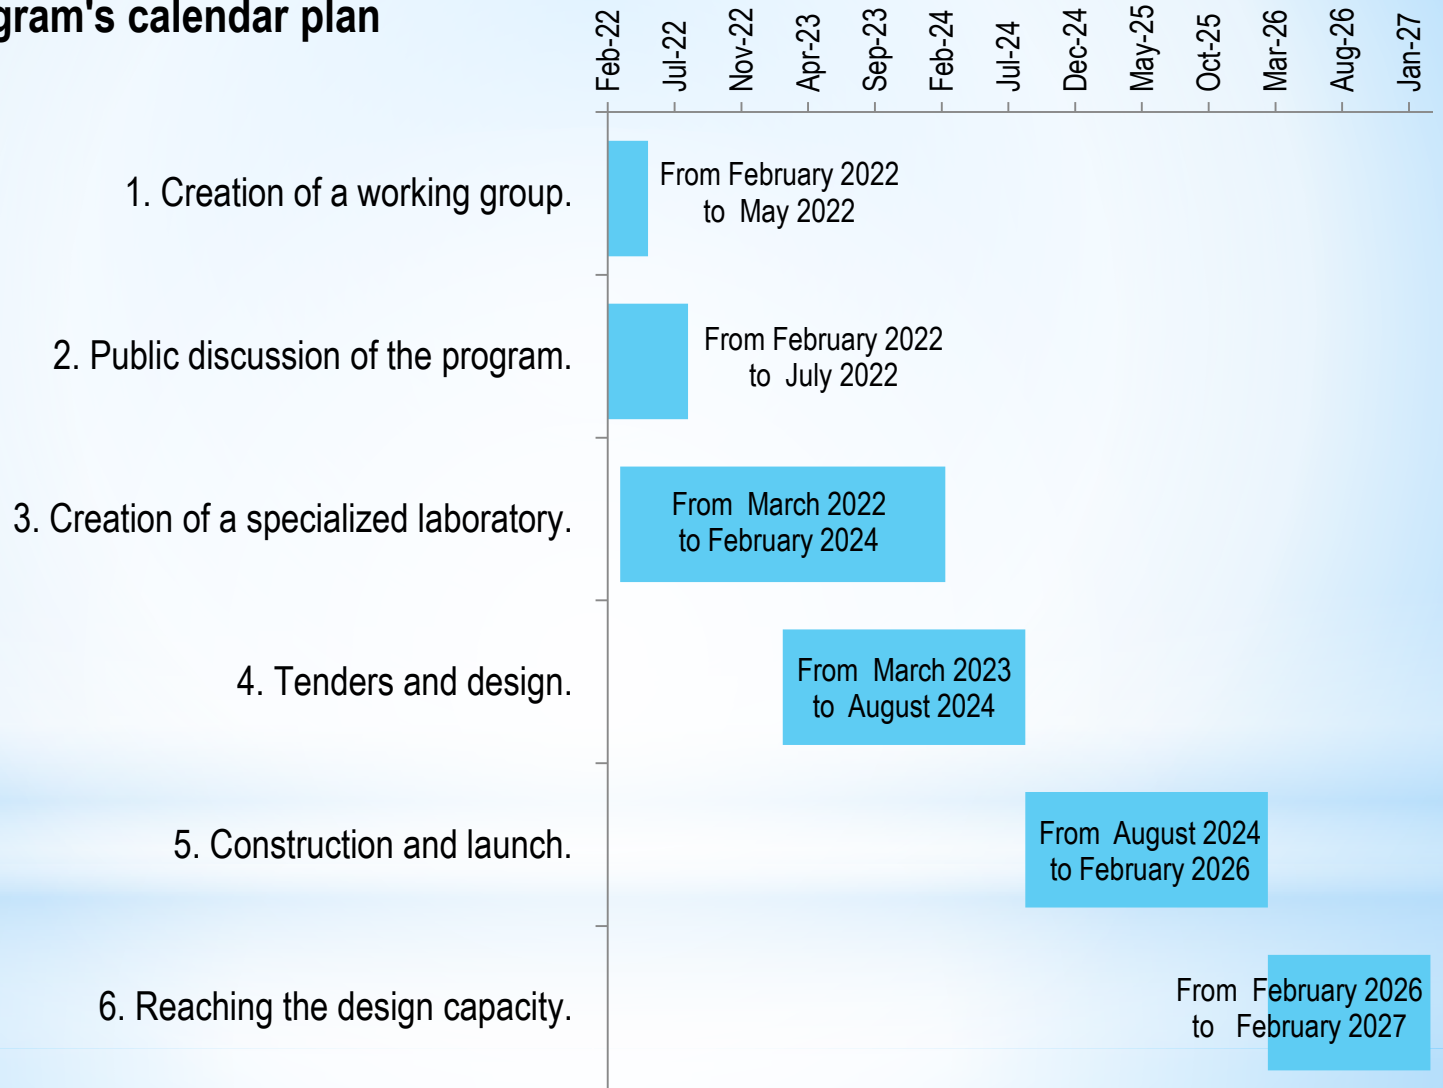 gram's calendar plan
Feb-22
Jul-22
Nov-22
Apr-23
Sep-23
Feb-24
Jul-24
Dec-24
May-25
Oct-25
Mar-26
Aug-26
Jan-27
1. Creation of a working group.
From February 2022
to May 2022
2. Public discussion of the program.
From February 2022
to July 2022
3. Creation of a specialized laboratory.
From March 2022
to February 2024
4. Tenders and design.
From March 2023
to August 2024
5. Construction and launch.
From August 2024
to February 2026
6. Reaching the design capacity.
From February 2026
to February 2027